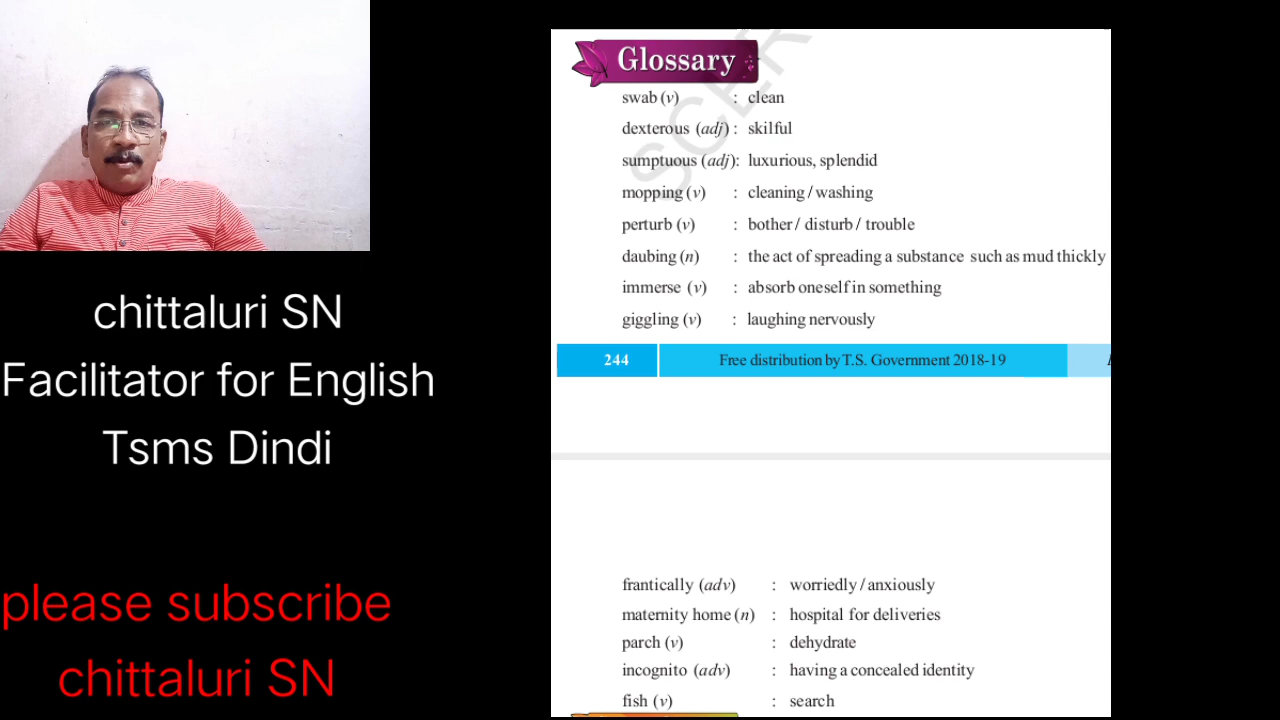 chittaluri SN
Facilitator for English
Tsms Dindi
please subscribe
chittaluri SN
Glossary
swab (v) : clean
dexterous (adj) : skilful
sumptuous (adj): luxurious, splendid
mopping (v) : cleaning / washing
perturb (v) : bother / disturb / trouble
daubing (n) : the act of spreading a substance such as mud thickly
immerse (v) : absorb oneself in something
giggling (v) : laughing nervously
244 Free distribution by T.S. Government 2018-19
frantically (adv) : worriedly / anxiously
maternity home (n) : hospital for deliveries
parch (v) : dehydrate
incognito (adv) : having a concealed identity
fish (v) : search